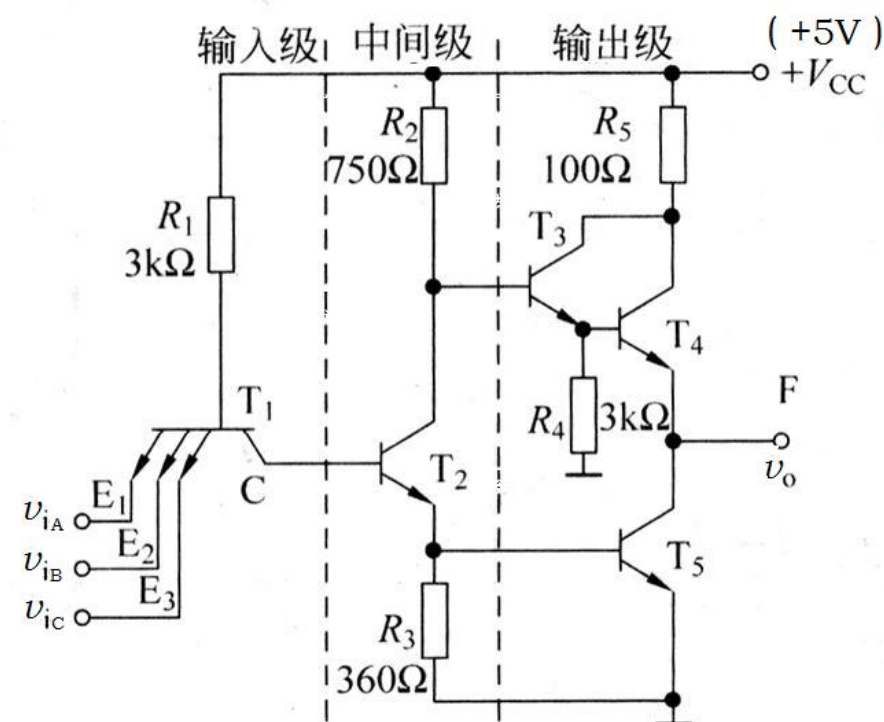 输入级 中间级 输出级 ( +5V )
+VCC
R2
750Ω
R5
100Ω
R1
3kΩ
T3
T4
T1
R4 3kΩ
F
vo
C
T2
E1
viA
E2
viB
E3
viC
T5
R3
360Ω